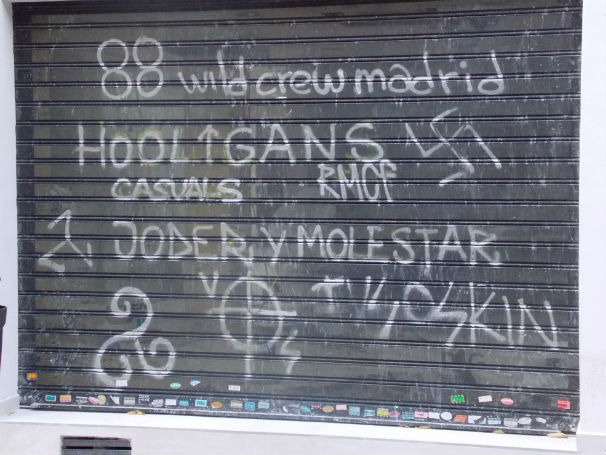 88 wild crew madrid
HOOLIGANS
CASUALS RMCF
JODER, Y MOLESTAR
SKIN